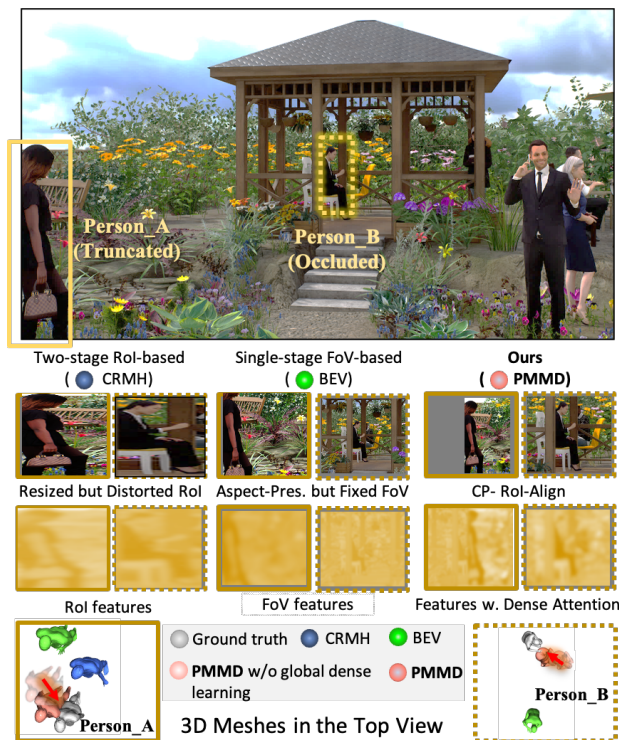 Person_A
(Truncated)
Person_B
(Occluded)
Two-stage RoI-based
( CRMH)
Single-stage FoV-based
( BEV)
Ours
( PMMD)
Resized but Distorted RoI
Aspect-Pres. but Fixed FoV
CP- RoI-Align
RoI features
FoV features
Features w. Dense Attention
Ground truth
CRMH
BEV
PMMD w/o global dense
learning
PMMD
Person_A
Person_B
3D Meshes in the Top View